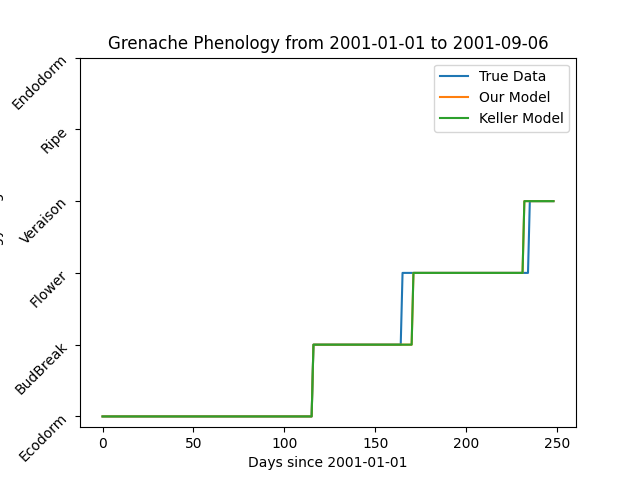 Grenache Phenology from 2001-01-01 to 2001-09-06
Endodorm
Ripe
Veraison
Flower
BudBreak
Ecodorm
True Data
Our Model
Keller Model
0 50 100 150 200 250
Days since 2001-01-01